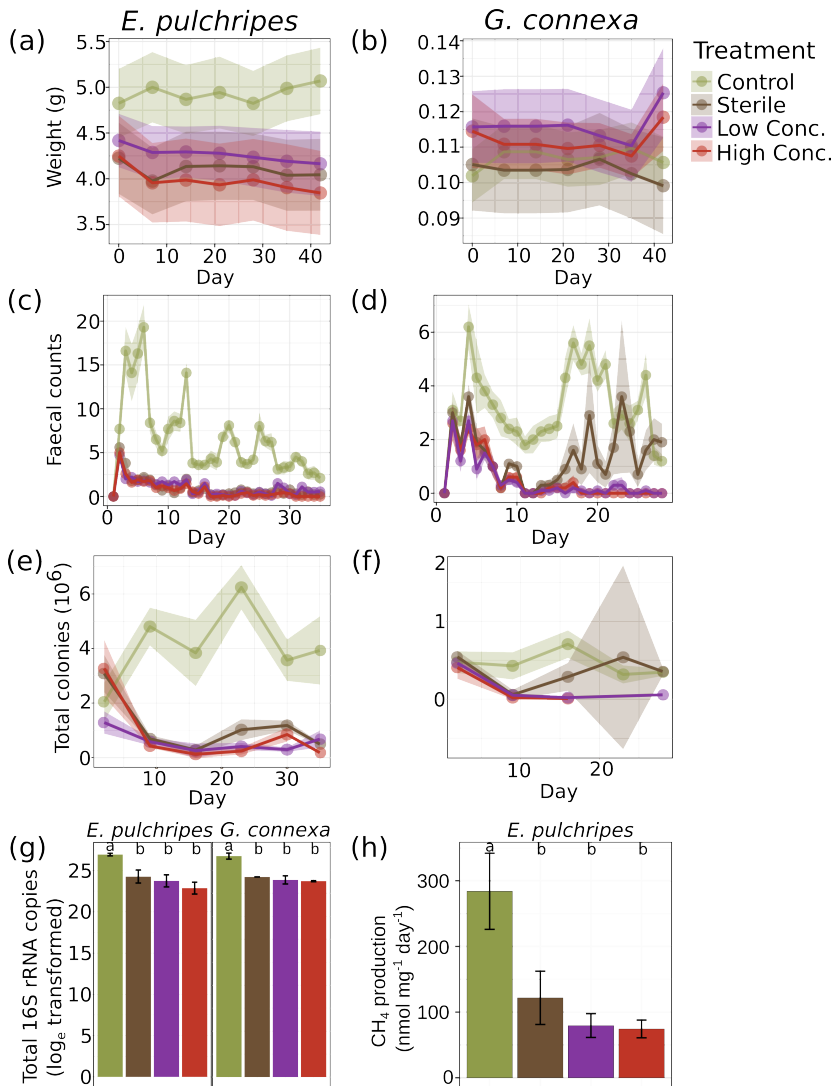 E. pulchripes
G. connexa
(a)
(b)
Treatment
Control
Sterile
Low Conc.
High Conc.
Weight (g)
5.5
5.0
4.5
4.0
3.5
0 10 20 30 40
Day
0.14
0.13
0.12
0.11
0.10
0.09
0 10 20 30 40
Day
(c)
(d)
Faecal counts
20
15
10
5
0
0 10 20 30
Day
6
4
2
0
0 10 20
Day
(e)
(f)
Total colonies (10⁶)
6
4
2
0
0 10 20 30
Day
2
1
0
10 20
Day
(g)
E. pulchripes G. connexa
a b b b a b b b
Total 16S rRNA copies
(logₑ transformed)
25
20
15
10
5
0
(h)
E. pulchripes
a b b b
CH₄ production
(nmol mg⁻¹ day⁻¹)
300
200
100
0